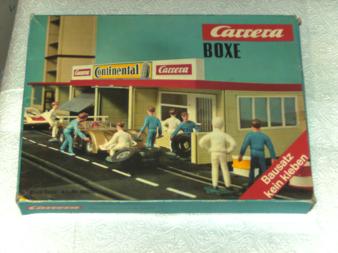 Carrera
BOXE
Carrera
Continental
Carrera
Bausatz
kein kleben